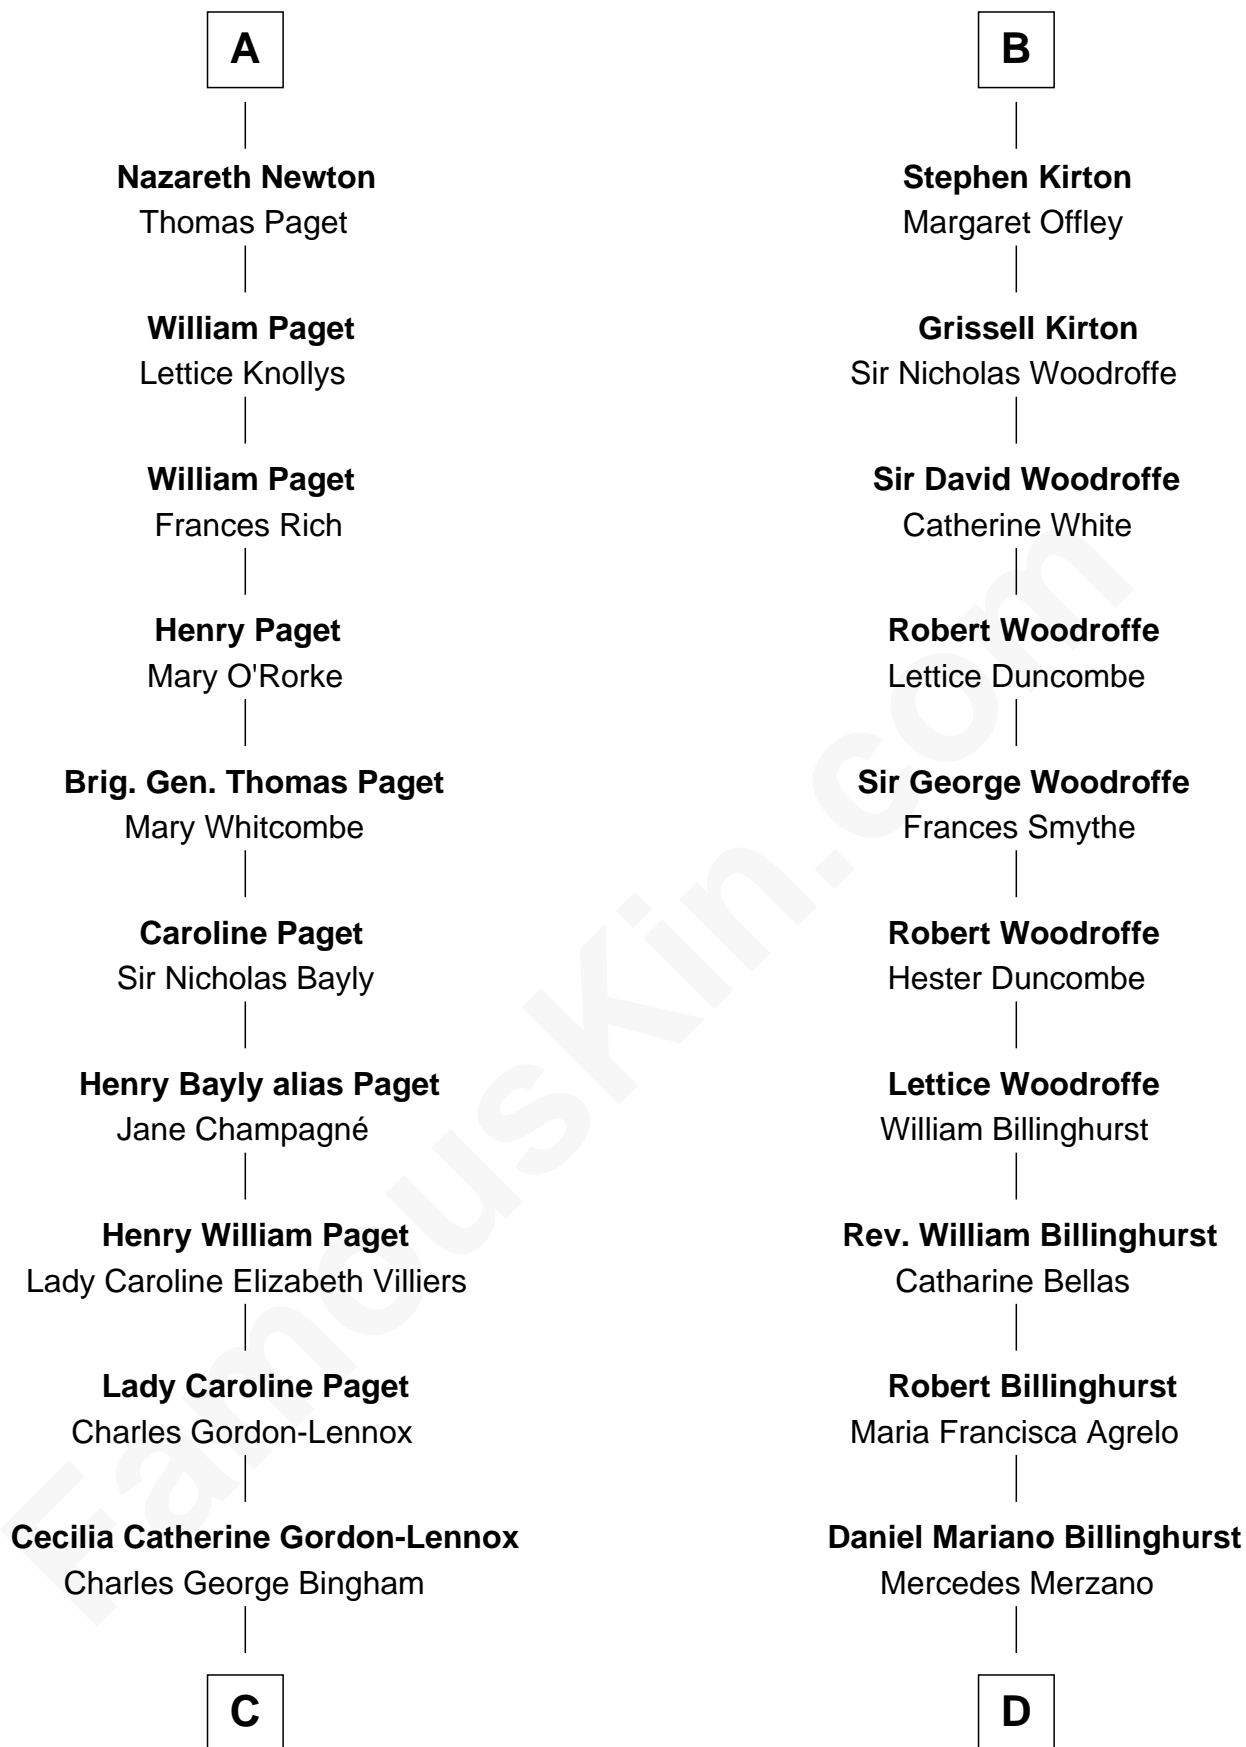 A
Nazareth Newton
Thomas Paget
William Paget
Lettice Knollys
William Paget
Frances Rich
Henry Paget
Mary O'Rorke
Brig. Gen. Thomas Paget
Mary Whitcombe
Caroline Paget
Sir Nicholas Bayly
Henry Bayly alias Paget
Jane Champagné
Henry William Paget
Lady Caroline Elizabeth Villiers
Lady Caroline Paget
Charles Gordon-Lennox
Cecilia Catherine Gordon-Lennox
Charles George Bingham
C
B
Stephen Kirton
Margaret Offley
Grissell Kirton
Sir Nicholas Woodroffe
Sir David Woodroffe
Catherine White
Robert Woodroffe
Lettice Duncombe
Sir George Woodroffe
Frances Smythe
Robert Woodroffe
Hester Duncombe
Lettice Woodroffe
William Billinghurst
Rev. William Billinghurst
Catharine Bellas
Robert Billinghurst
Maria Francisca Agrelo
Daniel Mariano Billinghurst
Mercedes Merzano
D
FamousKin.com